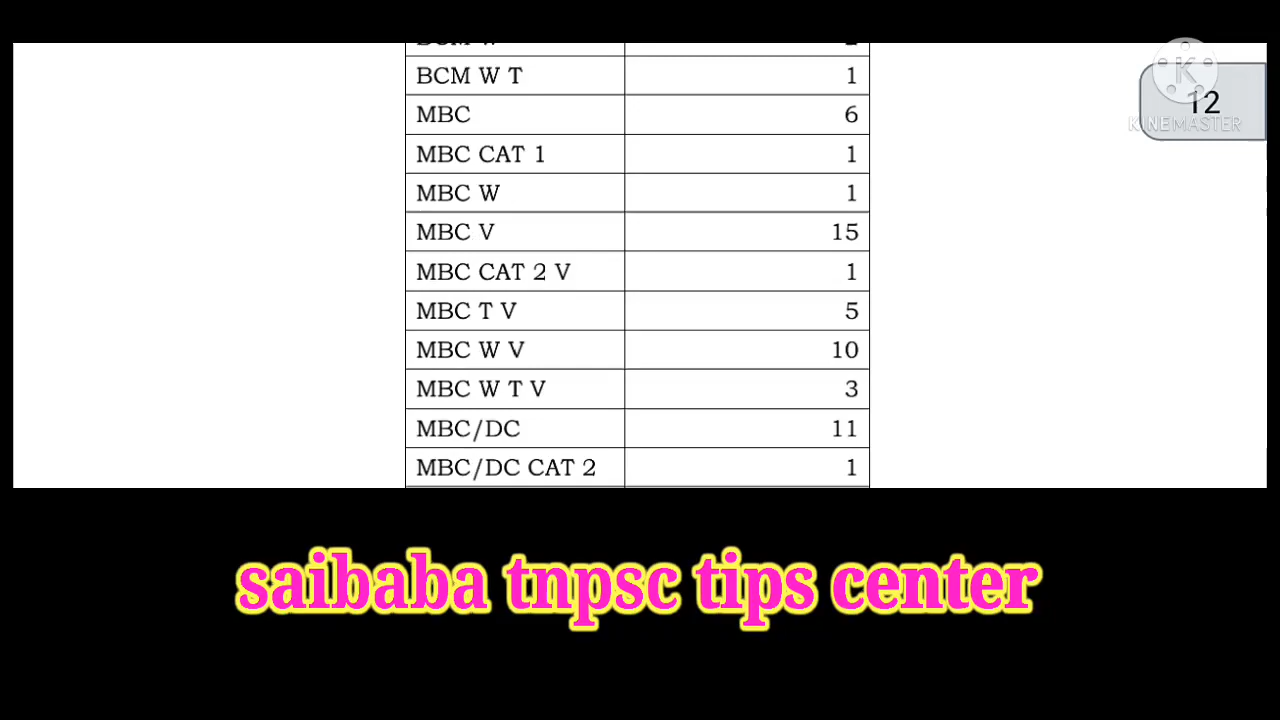 BCM W T 1
12
KINEMASTER
MBC 6
MBC CAT 1 1
MBC W 1
MBC V 15
MBC CAT 2 V 1
MBC T V 5
MBC W V 10
MBC W T V 3
MBC/DC 11
MBC/DC CAT 2 1
saibaba tnpsc tips center